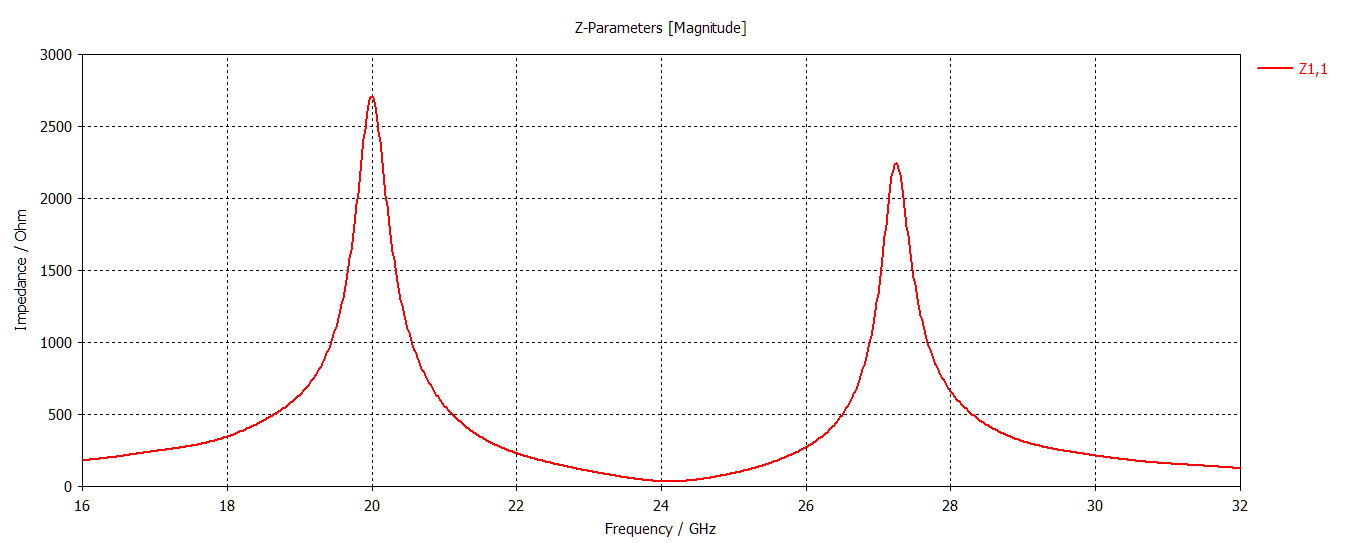 Z-Parameters [Magnitude]
3000
2500
2000
1500
1000
500
0
Impedance / Ohm
16 18 20 22 24 26 28 30 32
Frequency / GHz
Z1,1